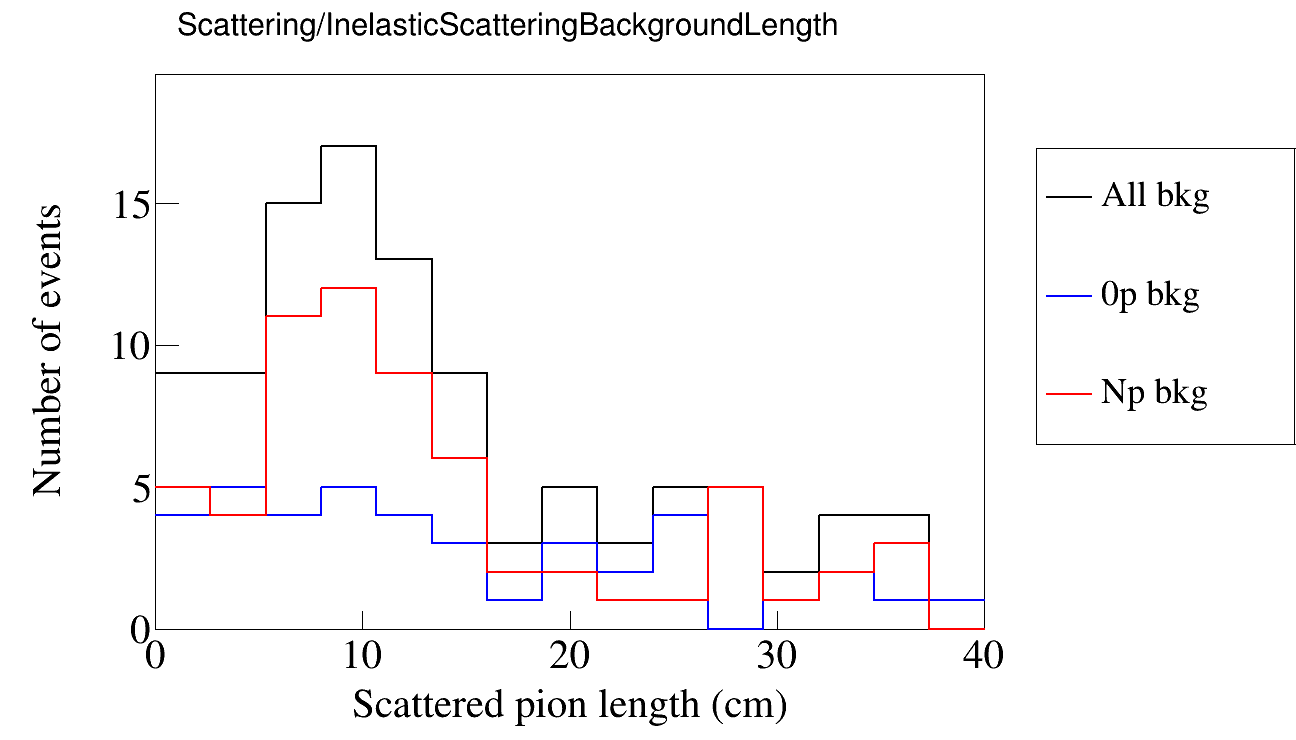 Scattering/InelasticScatteringBackgroundLength
Number of events
15
10
5
0
0 10 20 30 40
Scattered pion length (cm)
All bkg
0p bkg
Np bkg